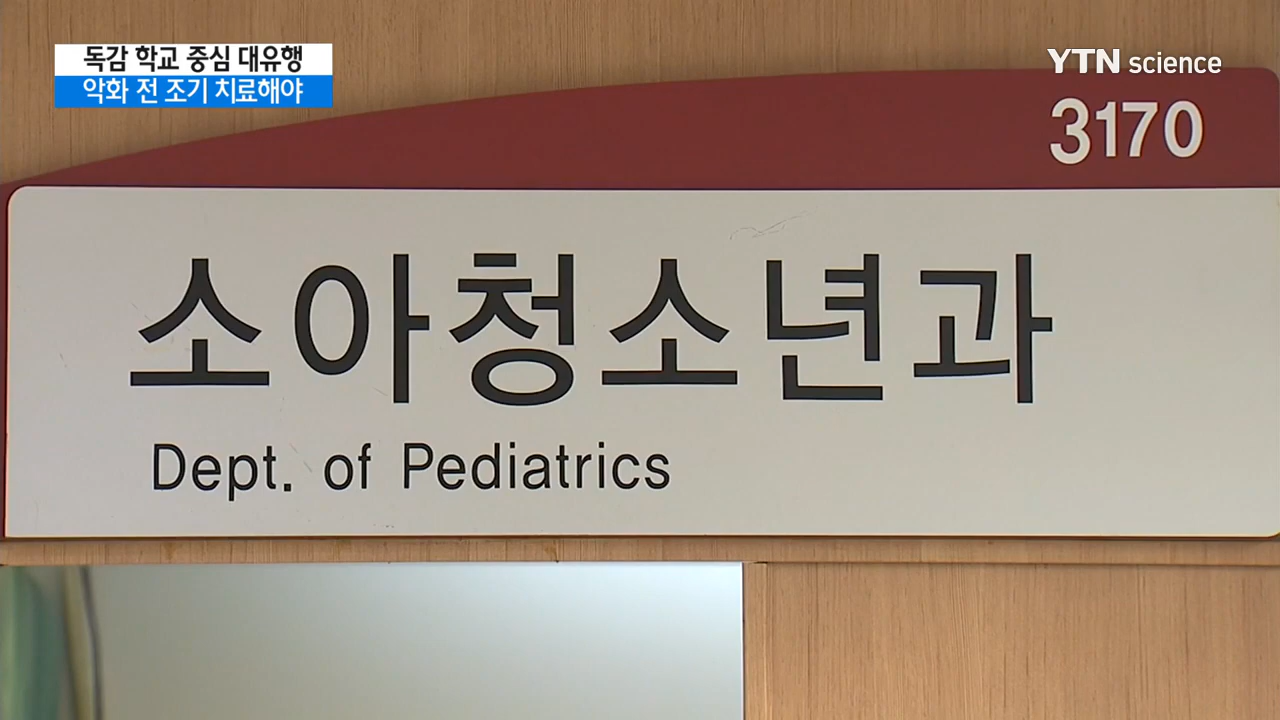 독감 학교 중심 대유행
악화 전 조기 치료해야
YTN science
3170
소아청소년과
Dept. of Pediatrics